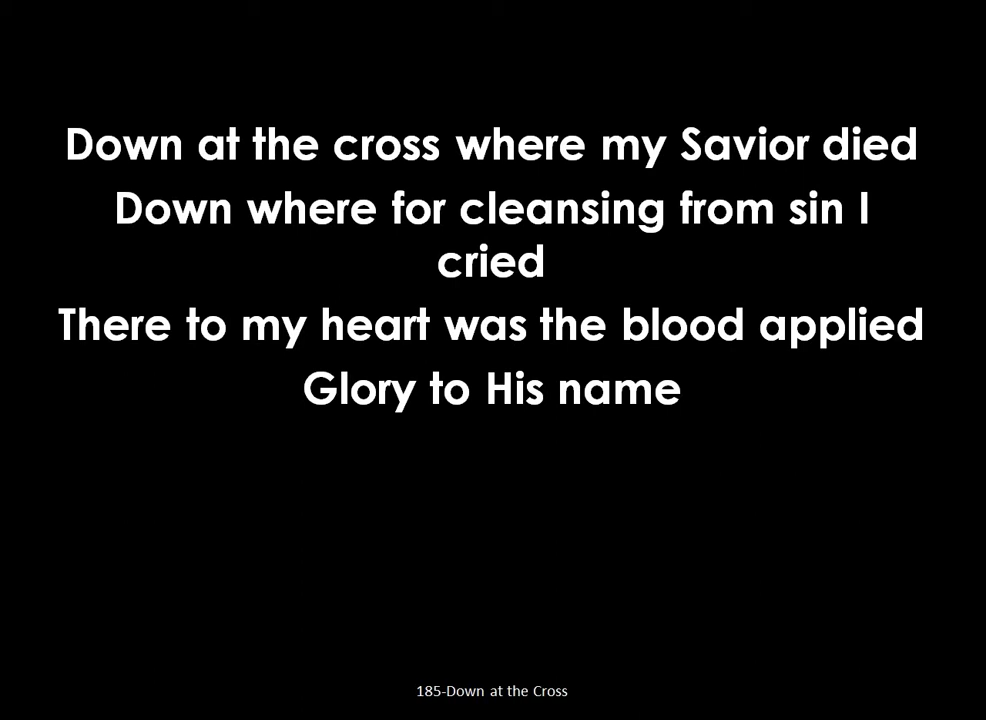 Down at the cross where my Savior died
Down where for cleansing from sin I
cried
There to my heart was the blood applied
Glory to His name
185-Down at the Cross